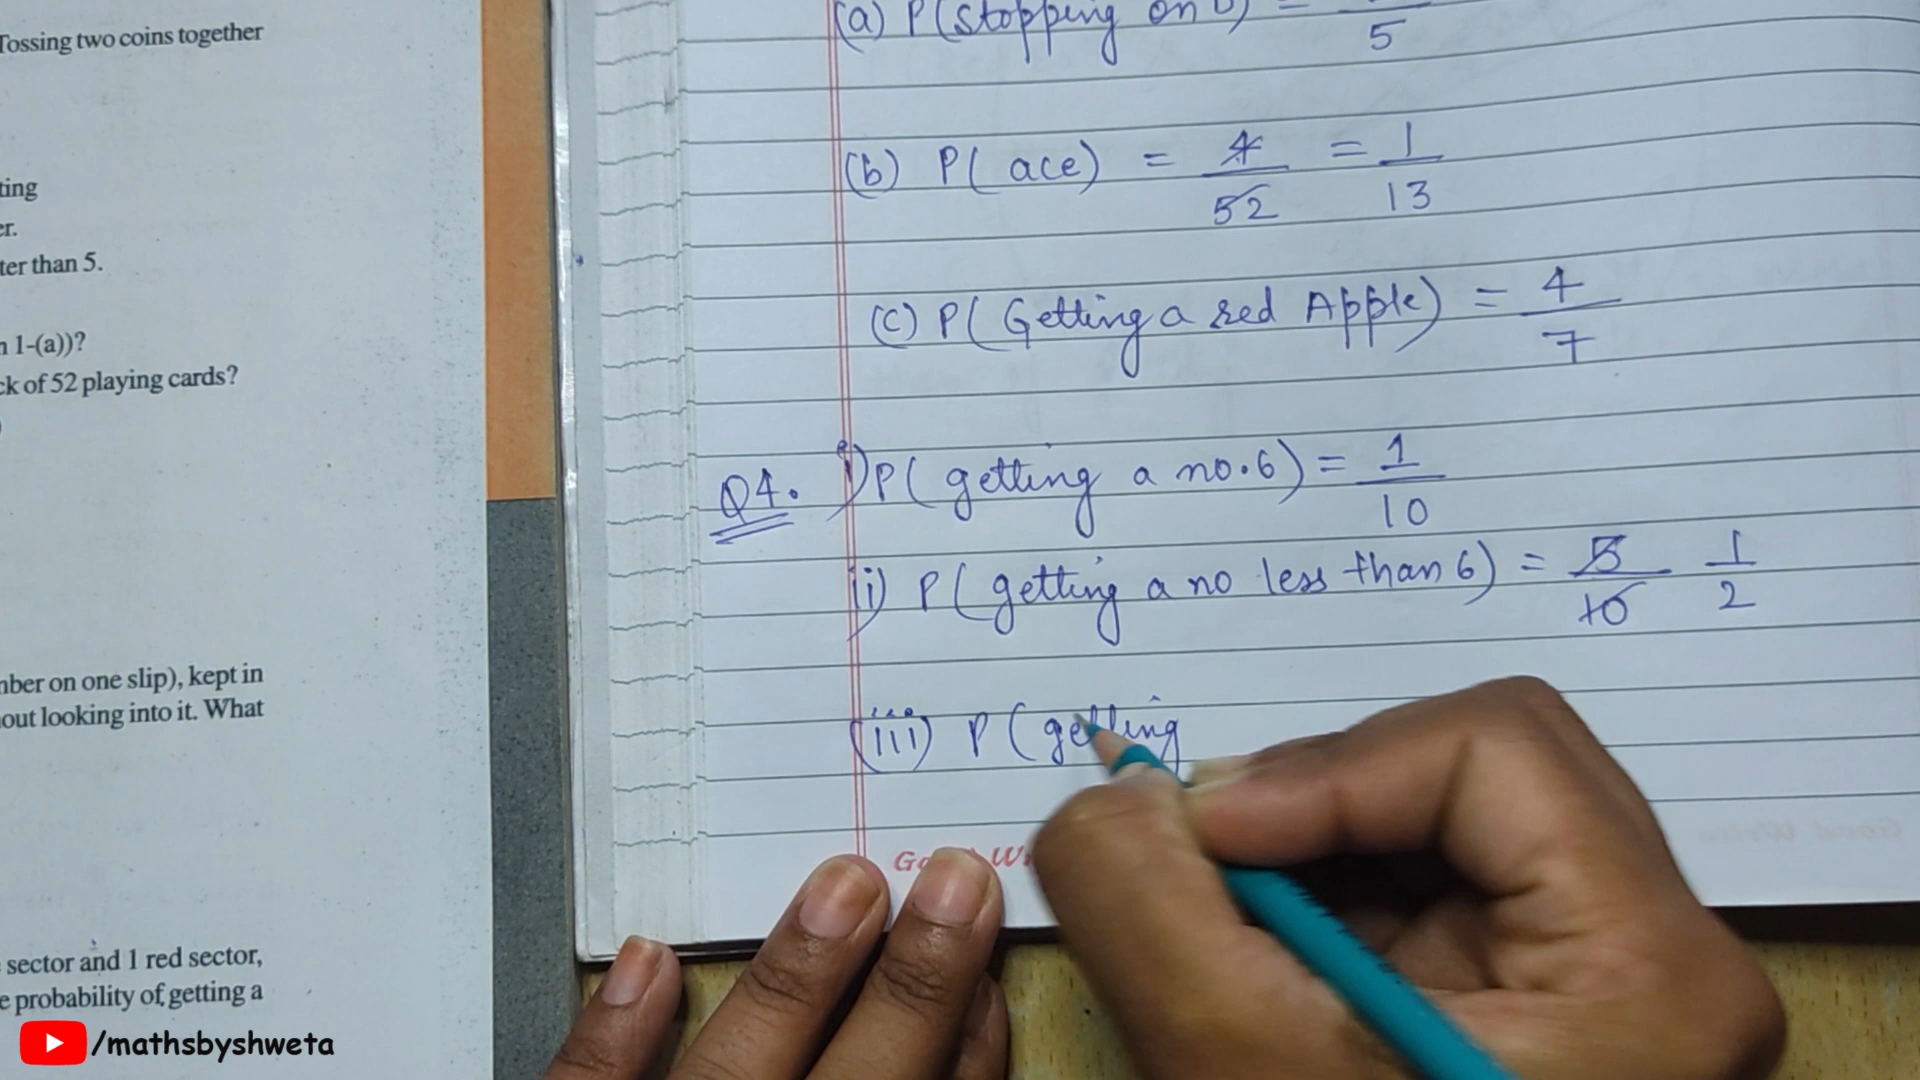 Tossing two coins together
ting
er.
ter than 5.
1-(a))?
ck of 52 playing cards?
)
mber on one slip), kept in
out looking into it. What
sector and 1 red sector,
e probability of getting a
/mathsbyshweta
(a) P(stopping on D) =
5
(b) P( ace) = 4/52 = 1/13
(c) P( Getting a red Apple) = 4/7
Q4. i) P( getting a no. 6) = 1/10
ii) P( getting a no less than 6) = 5/10 1/2
(iii) P (getting